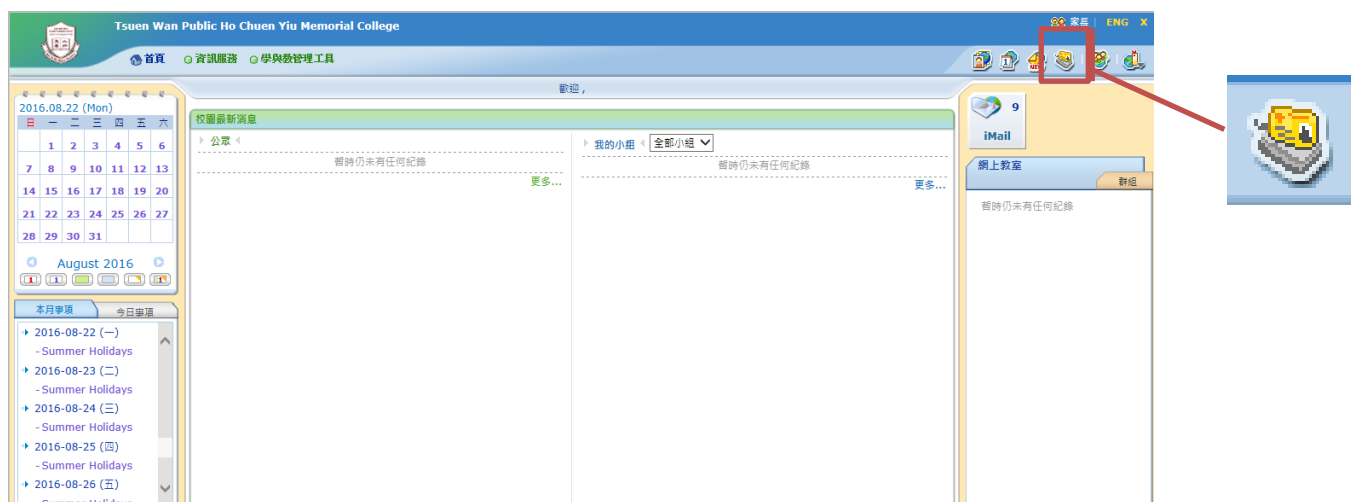 Tsuen Wan Public Ho Chuen Yiu Memorial College
家長 | ENG X
首頁 資訊服務 學與教管理工具
歡迎 ,
2016.08.22 (Mon)
日 一 二 三 四 五 六
1 2 3 4 5 6
7 8 9 10 11 12 13
14 15 16 17 18 19 20
21 22 23 24 25 26 27
28 29 30 31
August 2016
本月事項 今日事項
2016-08-22 (一)
- Summer Holidays
2016-08-23 (二)
- Summer Holidays
2016-08-24 (三)
- Summer Holidays
2016-08-25 (四)
- Summer Holidays
2016-08-26 (五)
校園最新消息
公眾
暫時仍未有任何紀錄
更多...
我的小組 全部小組
暫時仍未有任何紀錄
更多...
9
iMail
網上教室
群組
暫時仍未有任何紀錄